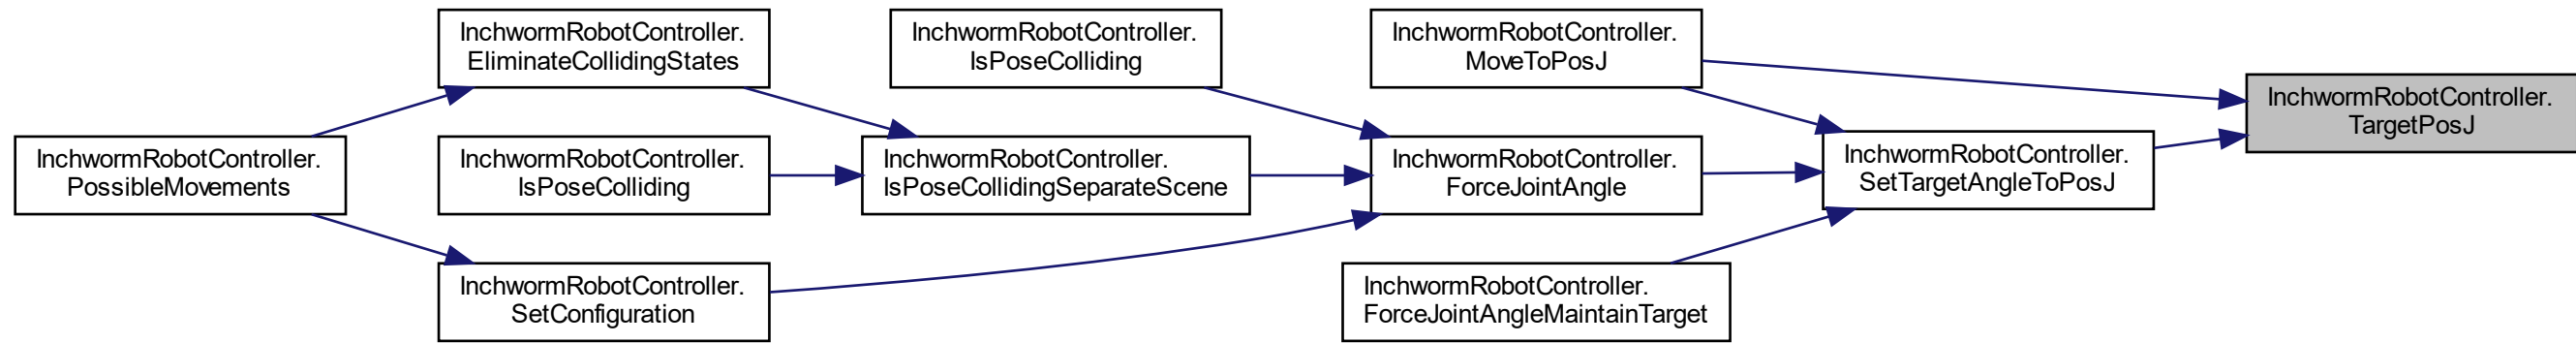 InchwormRobotController.
EliminateCollidingStates
InchwormRobotController.
IsPoseColliding
InchwormRobotController.
MoveToPosJ
InchwormRobotController.
TargetPosJ
InchwormRobotController.
PossibleMovements
InchwormRobotController.
IsPoseColliding
InchwormRobotController.
IsPoseCollidingSeparateScene
InchwormRobotController.
ForceJointAngle
InchwormRobotController.
SetTargetAngleToPosJ
InchwormRobotController.
SetConfiguration
InchwormRobotController.
ForceJointAngleMaintainTarget